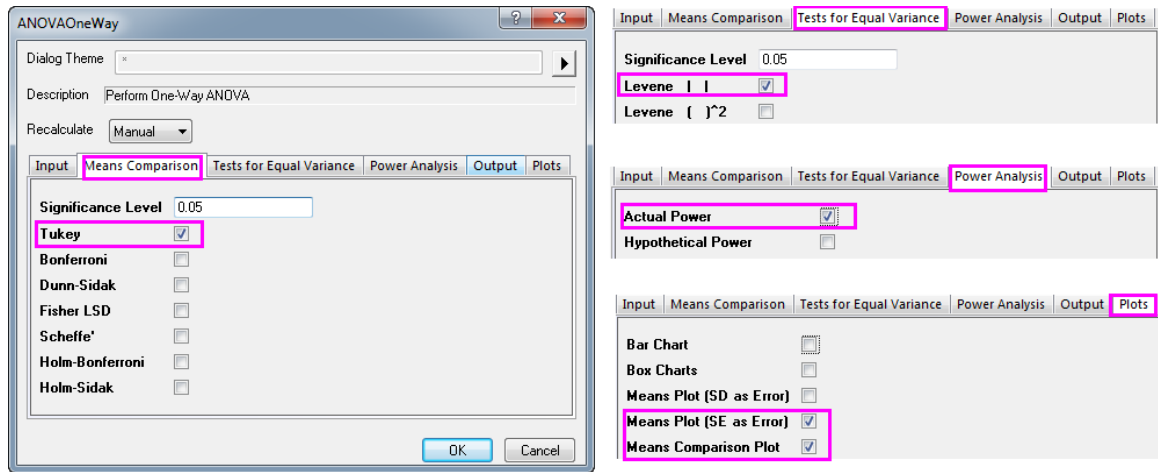 ANOVAOneWay
Dialog Theme *
Description Perform One-Way ANOVA
Recalculate Manual
Input Means Comparison Tests for Equal Variance Power Analysis Output Plots
Significance Level 0.05
Tukey
Bonferroni
Dunn-Sidak
Fisher LSD
Scheffe'
Holm-Bonferroni
Holm-Sidak
OK Cancel
Input Means Comparison Tests for Equal Variance Power Analysis Output Plots
Significance Level 0.05
Levene | |
Levene ( )^2
Input Means Comparison Tests for Equal Variance Power Analysis Output Plots
Actual Power
Hypothetical Power
Input Means Comparison Tests for Equal Variance Power Analysis Output Plots
Bar Chart
Box Charts
Means Plot (SD as Error)
Means Plot (SE as Error)
Means Comparison Plot